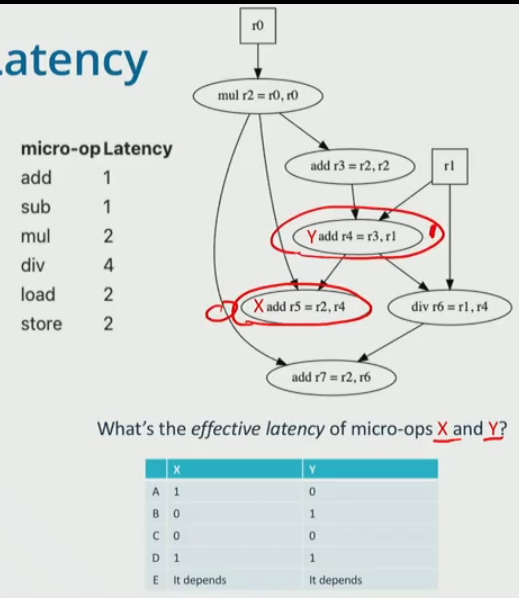 atency
r0
mul r2 = r0, r0
micro-op Latency
add 1
sub 1
mul 2
div 4
load 2
store 2
add r3 = r2, r2
r1
Y add r4 = r3, r1
X add r5 = r2, r4
div r6 = r1, r4
add r7 = r2, r6
What's the effective latency of micro-ops X and Y?
X Y
A 1 0
B 0 1
C 0 0
D 1 1
E It depends It depends